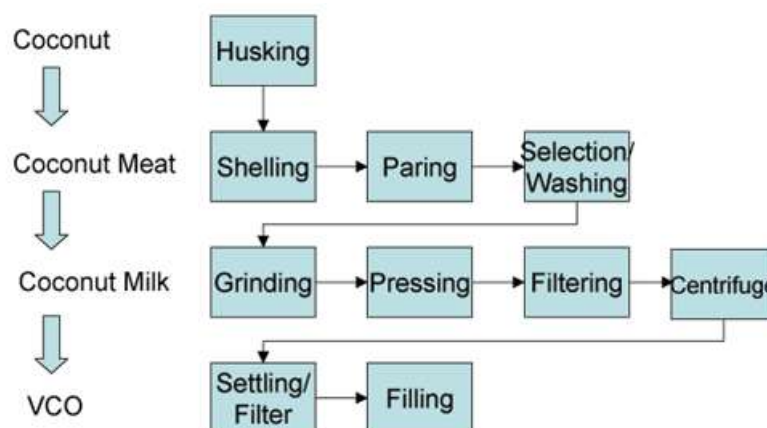 Coconut
Husking
Coconut Meat
Shelling
Paring
Selection/
Washing
Coconut Milk
Grinding
Pressing
Filtering
Centrifuge
VCO
Settling/
Filter
Filling